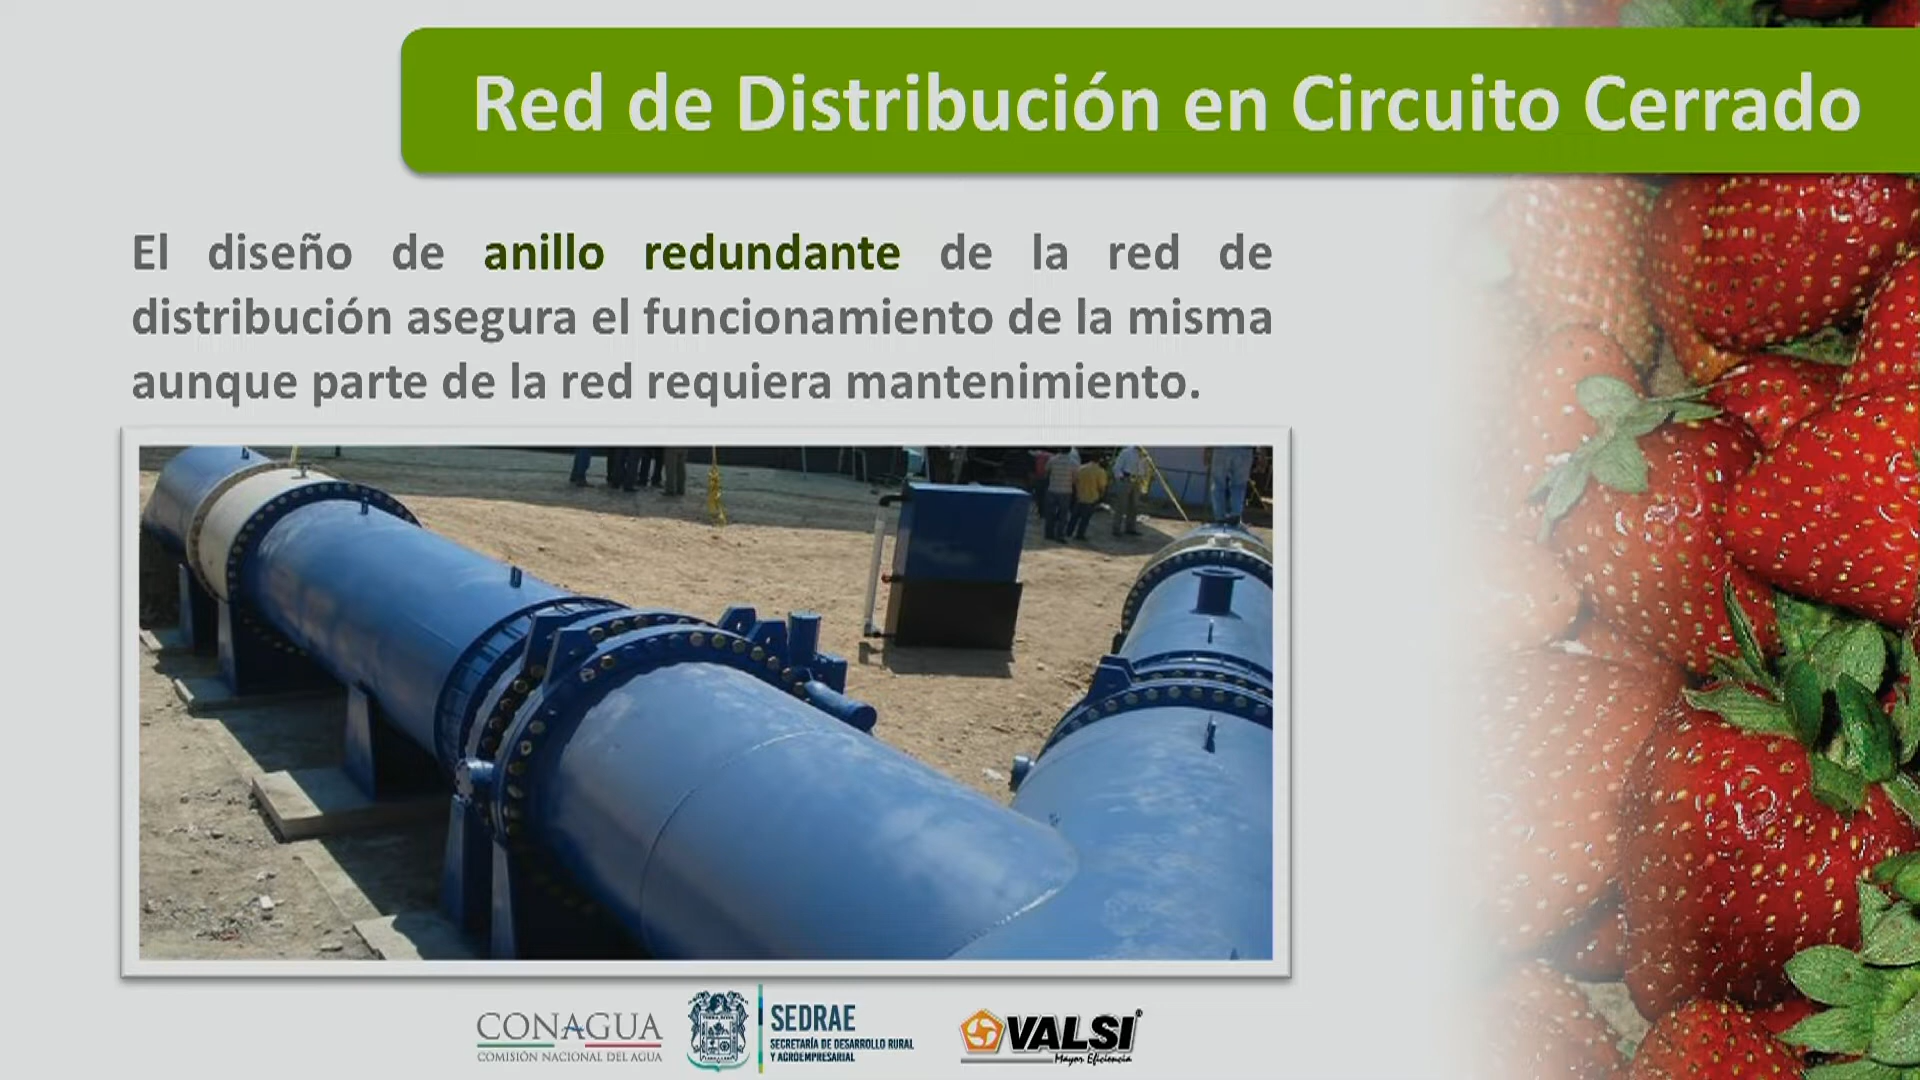 Red de Distribución en Circuito Cerrado
El diseño de anillo redundante de la red de
distribución asegura el funcionamiento de la misma
aunque parte de la red requiera mantenimiento.
CONAGUA
COMISIÓN NACIONAL DEL AGUA
SEDRAE
SECRETARÍA DE DESARROLLO RURAL
Y AGROEMPRESARIAL
VALSI®
Mayor Eficiencia